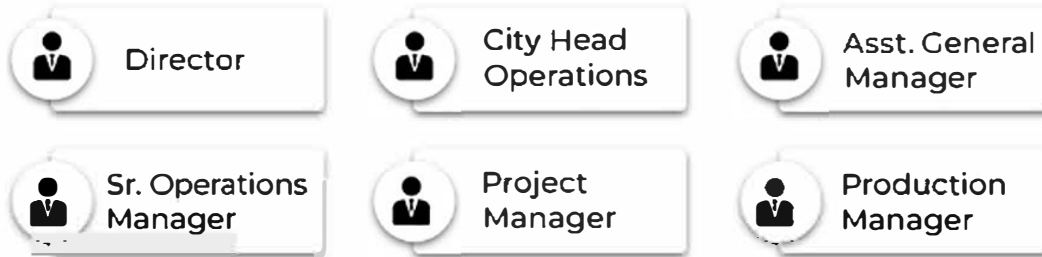 Director
City Head
Operations
Asst. General
Manager
Sr. Operations
Manager
Project
Manager
Production
Manager